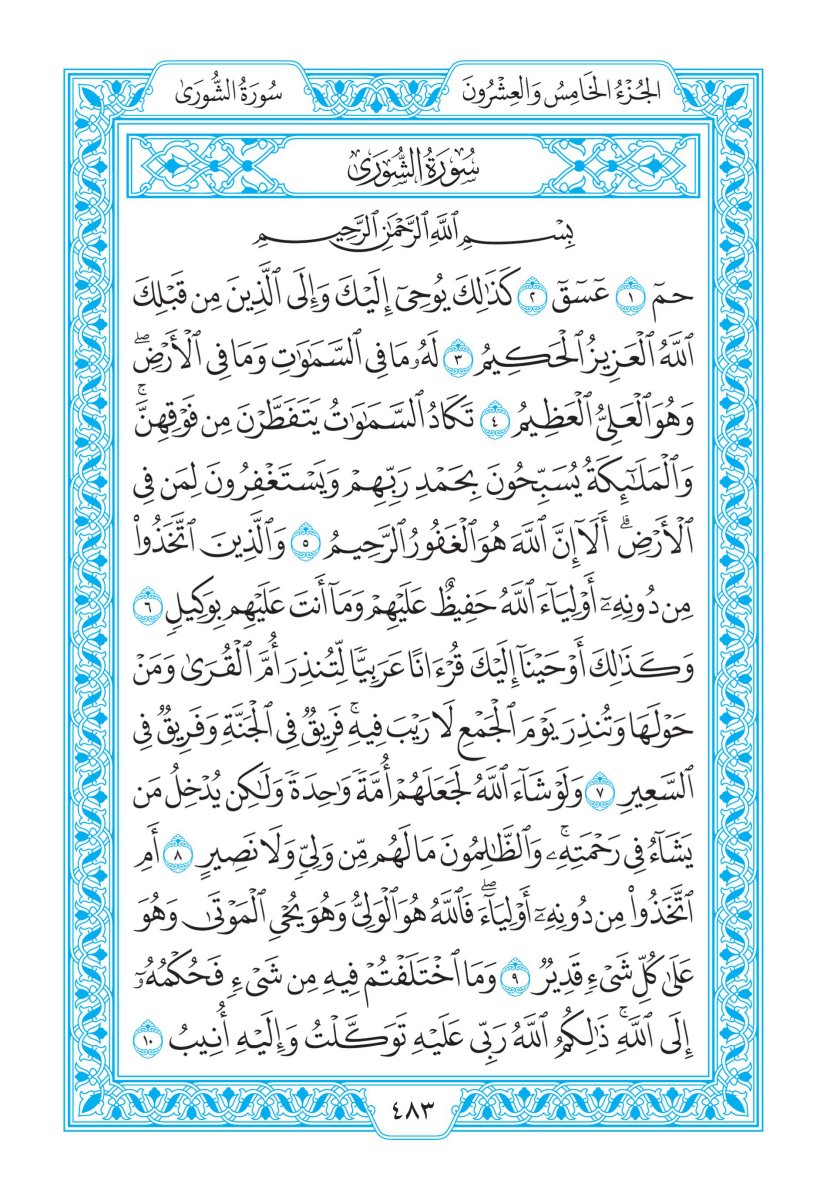 الجُزْءُ الخَامِسُ وَالعِشْرُونَ
سُورَةُ الشُّورَىٰ
سُورَةُ الشُّورَىٰ
بِسْمِ ٱللَّهِ ٱلرَّحْمَٰنِ ٱلرَّحِيمِ
حمٓ ١ عٓسٓقٓ ٢ كَذَٰلِكَ يُوحِىٓ إِلَيْكَ وَإِلَى ٱلَّذِينَ مِن قَبْلِكَ
ٱللَّهُ ٱلْعَزِيزُ ٱلْحَكِيمُ ٣ لَهُۥ مَا فِى ٱلسَّمَٰوَٰتِ وَمَا فِى ٱلْأَرْضِۖ
وَهُوَ ٱلْعَلِىُّ ٱلْعَظِيمُ ٤ تَكَادُ ٱلسَّمَٰوَٰتُ يَتَفَطَّرْنَ مِن فَوْقِهِنَّۚ
وَٱلْمَلَٰٓئِكَةُ يُسَبِّحُونَ بِحَمْدِ رَبِّهِمْ وَيَسْتَغْفِرُونَ لِمَن فِى
ٱلْأَرْضِۗ أَلَآ إِنَّ ٱللَّهَ هُوَ ٱلْغَفُورُ ٱلرَّحِيمُ ٥ وَٱلَّذِينَ ٱتَّخَذُوا۟
مِن دُونِهِۦٓ أَوْلِيَآءَ ٱللَّهُ حَفِيظٌ عَلَيْهِمْ وَمَآ أَنتَ عَلَيْهِم بِوَكِيلٍ ٦
وَكَذَٰلِكَ أَوْحَيْنَآ إِلَيْكَ قُرْءَانًا عَرَبِيًّا لِّتُنذِرَ أُمَّ ٱلْقُرَىٰ وَمَنْ
حَوْلَهَا وَتُنذِرَ يَوْمَ ٱلْجَمْعِ لَا رَيْبَ فِيهِۚ فَرِيقٌ فِى ٱلْجَنَّةِ وَفَرِيقٌ فِى
ٱلسَّعِيرِ ٧ وَلَوْ شَآءَ ٱللَّهُ لَجَعَلَهُمْ أُمَّةً وَٰحِدَةً وَلَٰكِن يُدْخِلُ مَن
يَشَآءُ فِى رَحْمَتِهِۦۚ وَٱلظَّٰلِمُونَ مَا لَهُم مِّن وَلِىٍّ وَلَا نَصِيرٍ ٨ أَمِ
ٱتَّخَذُوا۟ مِن دُونِهِۦٓ أَوْلِيَآءَۖ فَٱللَّهُ هُوَ ٱلْوَلِىُّ وَهُوَ يُحْىِ ٱلْمَوْتَىٰ وَهُوَ
عَلَىٰ كُلِّ شَىْءٍ قَدِيرٌ ٩ وَمَا ٱخْتَلَفْتُمْ فِيهِ مِن شَىْءٍ فَحُكْمُهُۥٓ
إِلَى ٱللَّهِۚ ذَٰلِكُمُ ٱللَّهُ رَبِّى عَلَيْهِ تَوَكَّلْتُ وَإِلَيْهِ أُنِيبُ ١٠
٤٨٣